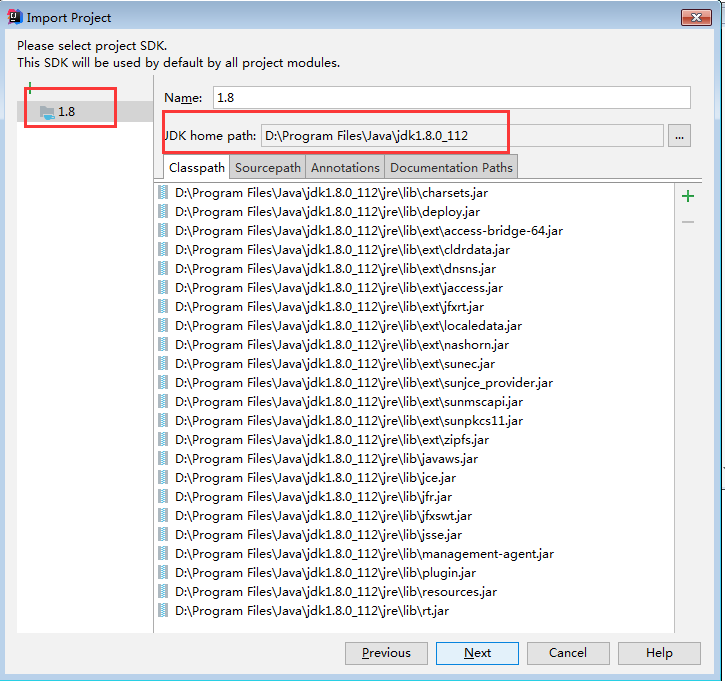 Import Project
Please select project SDK.
This SDK will be used by default by all project modules.
1.8
Name: 1.8
JDK home path: D:\Program Files\Java\jdk1.8.0_112 ...
Classpath Sourcepath Annotations Documentation Paths
D:\Program Files\Java\jdk1.8.0_112\jre\lib\charsets.jar
D:\Program Files\Java\jdk1.8.0_112\jre\lib\deploy.jar
D:\Program Files\Java\jdk1.8.0_112\jre\lib\ext\access-bridge-64.jar
D:\Program Files\Java\jdk1.8.0_112\jre\lib\ext\cldrdata.jar
D:\Program Files\Java\jdk1.8.0_112\jre\lib\ext\dnsns.jar
D:\Program Files\Java\jdk1.8.0_112\jre\lib\ext\jaccess.jar
D:\Program Files\Java\jdk1.8.0_112\jre\lib\ext\jfxrt.jar
D:\Program Files\Java\jdk1.8.0_112\jre\lib\ext\localedata.jar
D:\Program Files\Java\jdk1.8.0_112\jre\lib\ext\nashorn.jar
D:\Program Files\Java\jdk1.8.0_112\jre\lib\ext\sunec.jar
D:\Program Files\Java\jdk1.8.0_112\jre\lib\ext\sunjce_provider.jar
D:\Program Files\Java\jdk1.8.0_112\jre\lib\ext\sunmscapi.jar
D:\Program Files\Java\jdk1.8.0_112\jre\lib\ext\sunpkcs11.jar
D:\Program Files\Java\jdk1.8.0_112\jre\lib\ext\zipfs.jar
D:\Program Files\Java\jdk1.8.0_112\jre\lib\javaws.jar
D:\Program Files\Java\jdk1.8.0_112\jre\lib\jce.jar
D:\Program Files\Java\jdk1.8.0_112\jre\lib\jfr.jar
D:\Program Files\Java\jdk1.8.0_112\jre\lib\jfxswt.jar
D:\Program Files\Java\jdk1.8.0_112\jre\lib\jsse.jar
D:\Program Files\Java\jdk1.8.0_112\jre\lib\management-agent.jar
D:\Program Files\Java\jdk1.8.0_112\jre\lib\plugin.jar
D:\Program Files\Java\jdk1.8.0_112\jre\lib\resources.jar
D:\Program Files\Java\jdk1.8.0_112\jre\lib\rt.jar
Previous Next Cancel Help